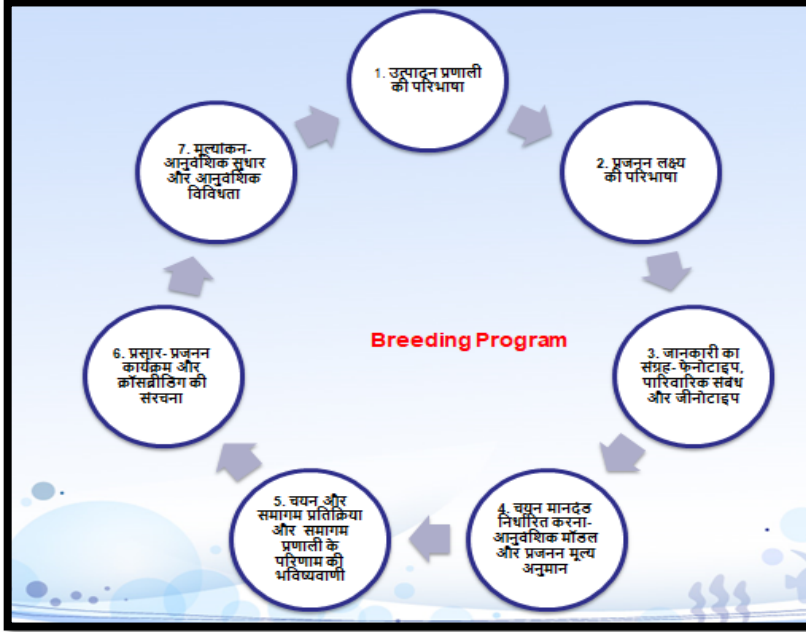 1. उत्पादन प्रणाली
की परिभाषा
2. प्रजनन लक्ष्य
की परिभाषा
3. जानकारी का
संग्रह- फेनोटाइप,
पारिवारिक संबंध
और जीनोटाइप
4. चयन मानदंड
निर्धारित करना-
आनुवंशिक मॉडल
और प्रजनन मूल्य
अनुमान
5. चयन और
समागम प्रतिक्रिया
और समागम
प्रणाली के
परिणाम की
भविष्यवाणी
6. प्रसार- प्रजनन
कार्यक्रम और
क्रॉसब्रीडिंग की
संरचना
7. मूल्यांकन-
आनुवंशिक सुधार
और आनुवंशिक
विविधता
Breeding Program